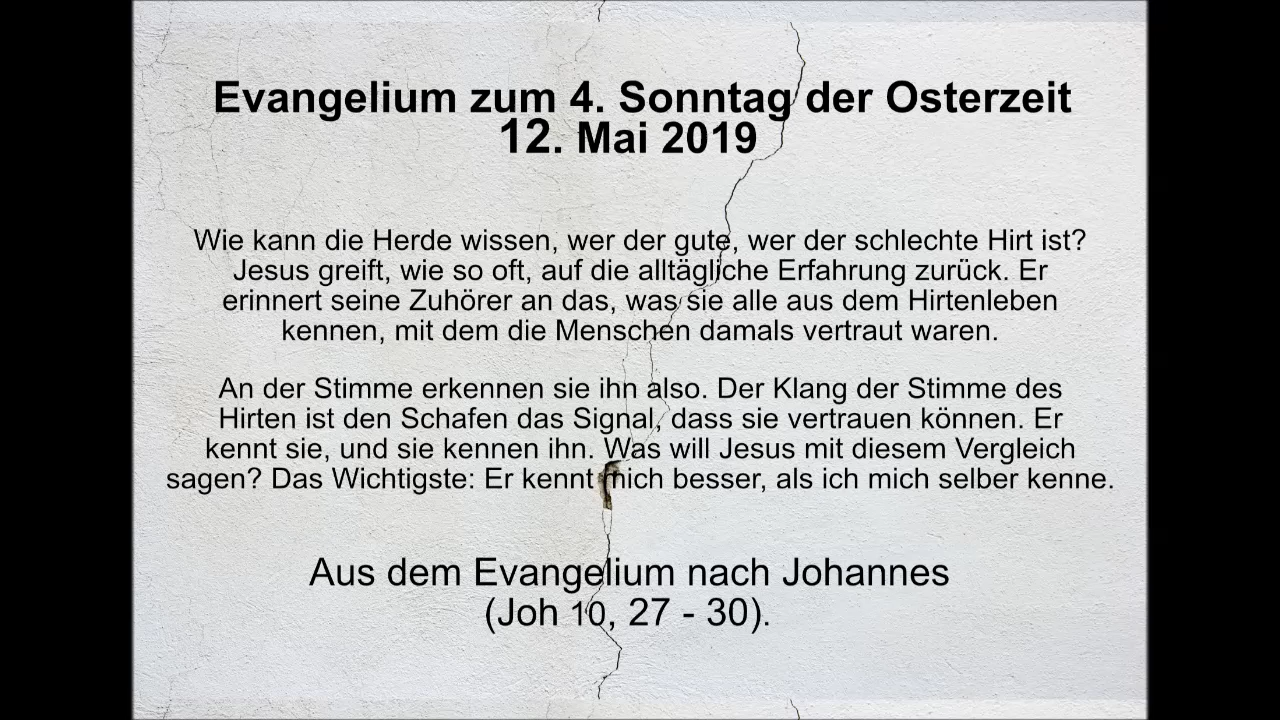 Evangelium zum 4. Sonntag der Osterzeit
12. Mai 2019
Wie kann die Herde wissen, wer der gute, wer der schlechte Hirt ist?
Jesus greift, wie so oft, auf die alltägliche Erfahrung zurück. Er
erinnert seine Zuhörer an das, was sie alle aus dem Hirtenleben
kennen, mit dem die Menschen damals vertraut waren.
An der Stimme erkennen sie ihn also. Der Klang der Stimme des
Hirten ist den Schafen das Signal, dass sie vertrauen können. Er
kennt sie, und sie kennen ihn. Was will Jesus mit diesem Vergleich
sagen? Das Wichtigste: Er kennt mich besser, als ich mich selber kenne.
Aus dem Evangelium nach Johannes
(Joh 10, 27 - 30).